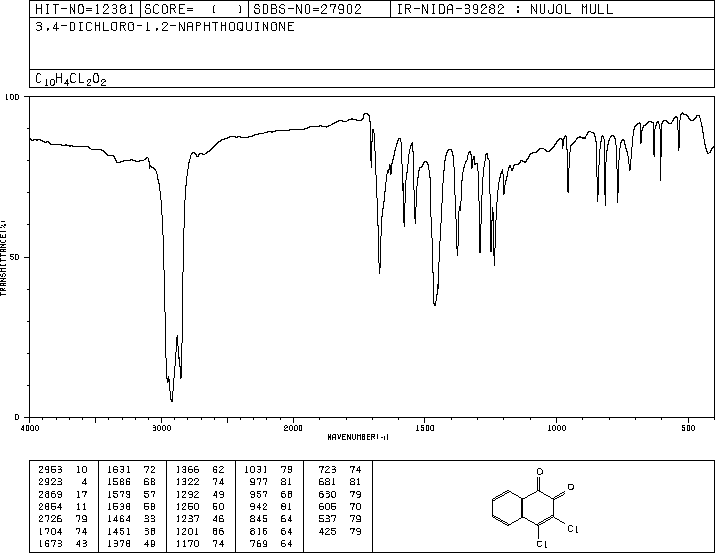 HIT-NO=12381 SCORE= ( ) SDBS-NO=27902 IR-NIDA-39282 : NUJOL MULL
3,4-DICHLORO-1,2-NAPHTHOQUINONE
C10H4CL2O2
100
50
0
TRANSMITTANCE(%)
4000 3000 2000 1500 1000 500
WAVENUMBER(-1)
2953 10 1631 72 1366 62 1031 79 723 74
2923 4 1586 68 1322 74 977 81 681 81
2869 17 1579 57 1292 49 957 68 630 79
2854 11 1538 58 1250 50 942 81 606 70
2726 79 1464 33 1237 46 845 64 537 79
1704 74 1451 38 1201 66 816 64 425 79
1673 43 1378 49 1170 74 769 64
O
O
Cl
Cl